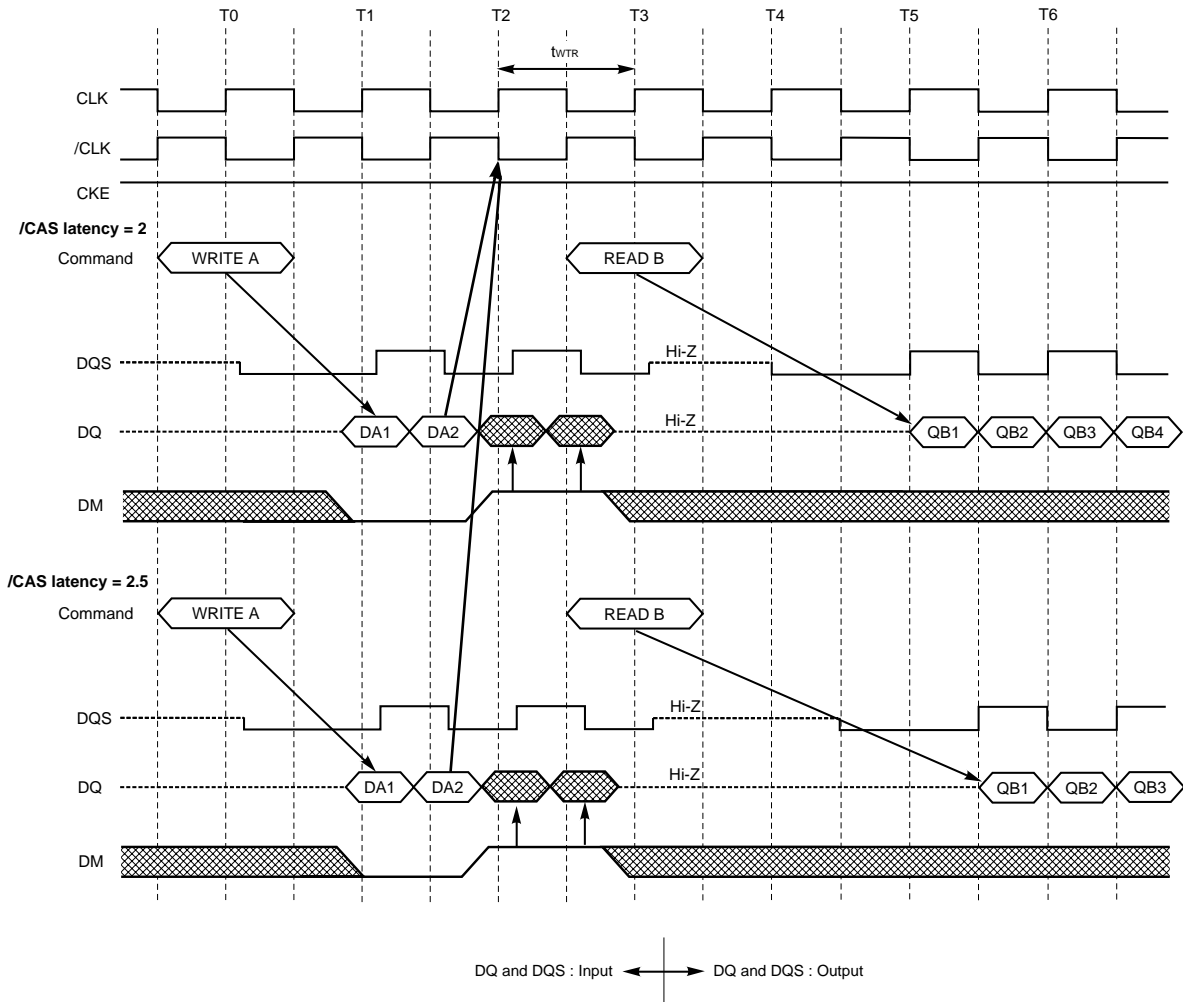 T0 T1 T2 T3 T4 T5 T6
tWTR
CLK
/CLK
CKE
/CAS latency = 2
Command WRITE A READ B
DQS Hi-Z
DQ DA1 DA2 Hi-Z QB1 QB2 QB3 QB4
DM
/CAS latency = 2.5
Command WRITE A READ B
DQS Hi-Z
DQ DA1 DA2 Hi-Z QB1 QB2 QB3
DM
DQ and DQS : Input DQ and DQS : Output